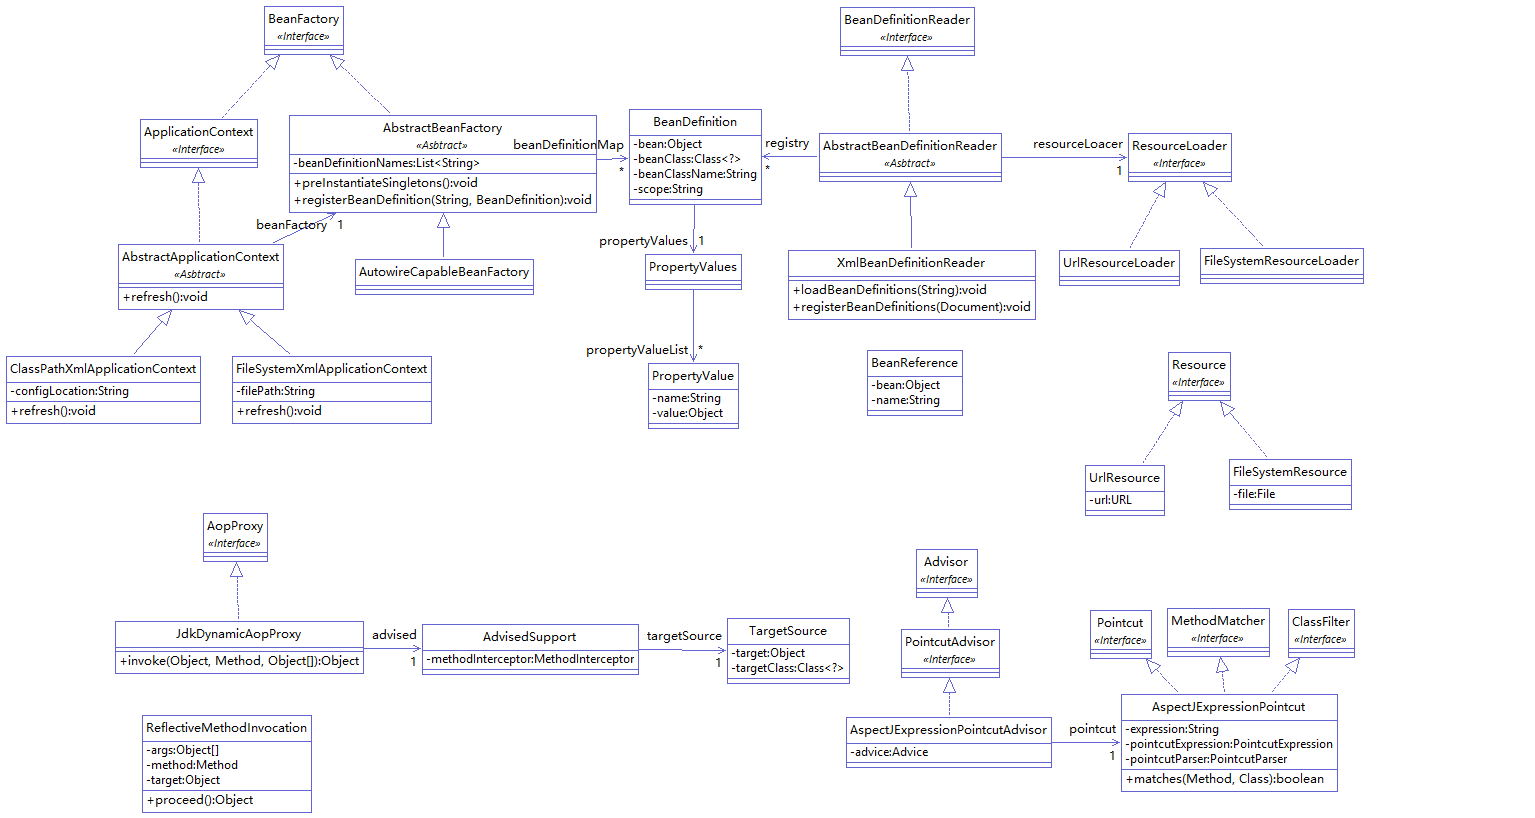 BeanFactory
«Interface»
BeanDefinitionReader
«Interface»
ApplicationContext
«Interface»
AbstractBeanFactory
«Asbtract»
-beanDefinitionNames:List<String>
+preInstantiateSingletons():void
+registerBeanDefinition(String, BeanDefinition):void
beanDefinitionMap
*
BeanDefinition
-bean:Object
-beanClass:Class<?>
-beanClassName:String
-scope:String
registry
*
AbstractBeanDefinitionReader
«Asbtract»
resourceLoacer
1
ResourceLoader
«Interface»
beanFactory
1
AbstractApplicationContext
«Asbtract»
+refresh():void
AutowireCapableBeanFactory
propertyValues
1
PropertyValues
XmlBeanDefinitionReader
+loadBeanDefinitions(String):void
+registerBeanDefinitions(Document):void
UrlResourceLoader
FileSystemResourceLoader
ClassPathXmlApplicationContext
-configLocation:String
+refresh():void
FileSystemXmlApplicationContext
-filePath:String
+refresh():void
propertyValueList
*
PropertyValue
-name:String
-value:Object
BeanReference
-bean:Object
-name:String
Resource
«Interface»
UrlResource
-url:URL
FileSystemResource
-file:File
AopProxy
«Interface»
JdkDynamicAopProxy
+invoke(Object, Method, Object[]):Object
advised
1
AdvisedSupport
-methodInterceptor:MethodInterceptor
targetSource
1
TargetSource
-target:Object
-targetClass:Class<?>
Advisor
«Interface»
PointcutAdvisor
«Interface»
Pointcut
«Interface»
MethodMatcher
«Interface»
ClassFilter
«Interface»
ReflectiveMethodInvocation
-args:Object[]
-method:Method
-target:Object
+proceed():Object
AspectJExpressionPointcutAdvisor
-advice:Advice
pointcut
1
AspectJExpressionPointcut
-expression:String
-pointcutExpression:PointcutExpression
-pointcutParser:PointcutParser
+matches(Method, Class):boolean